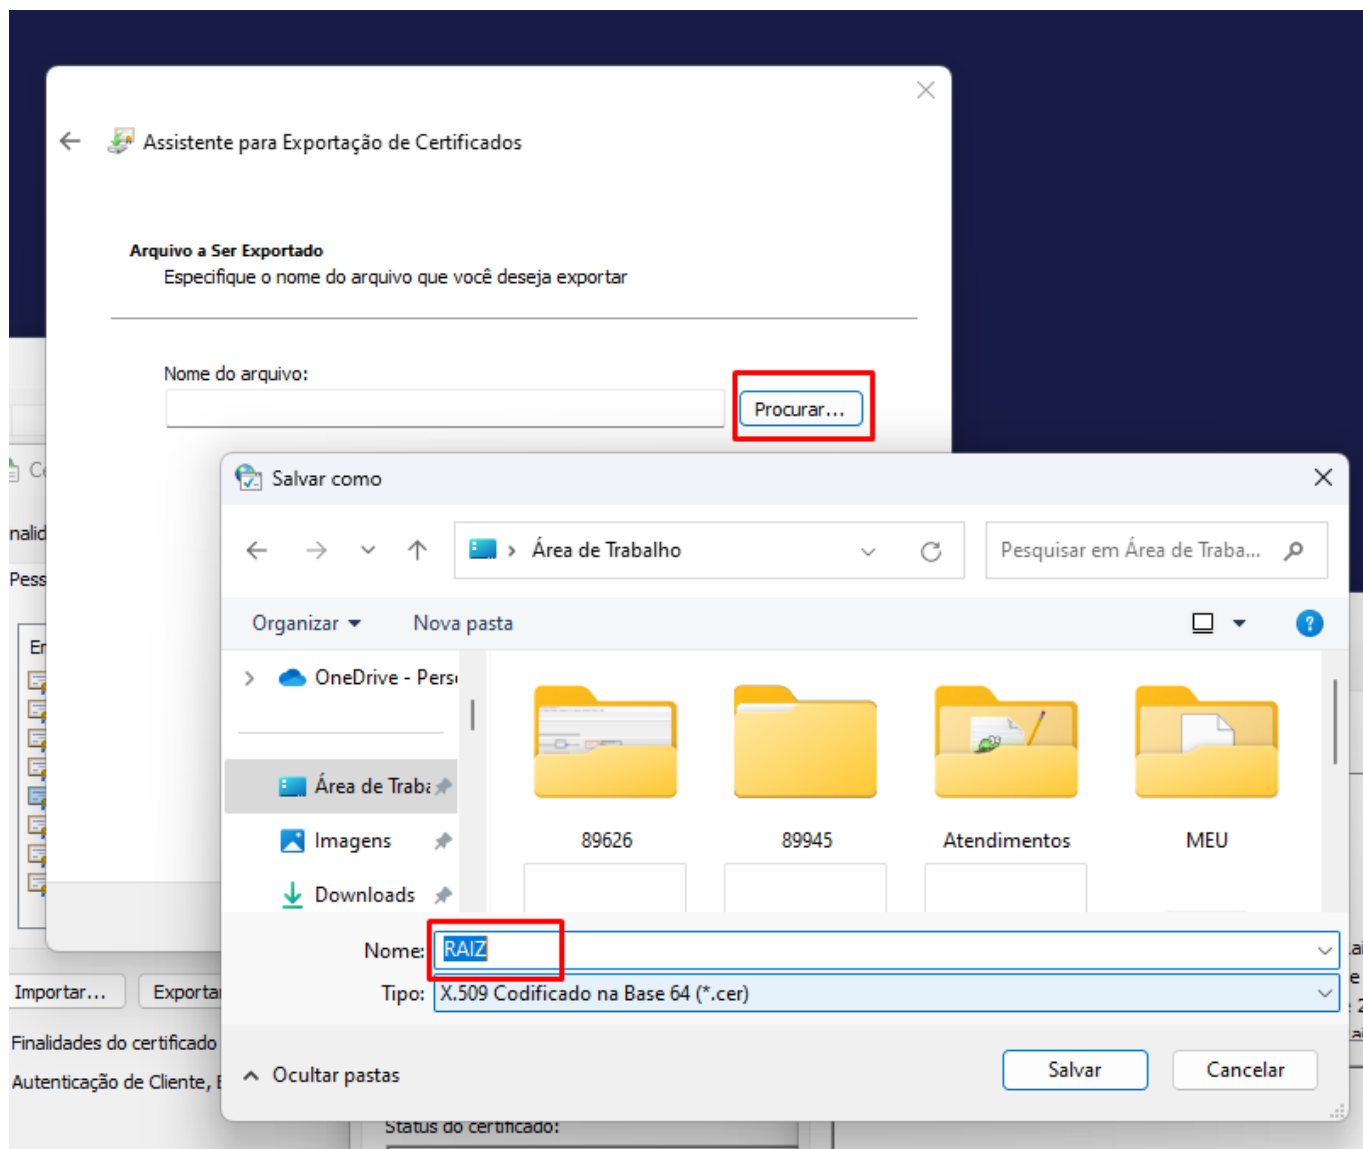 Assistente para Exportação de Certificados
Arquivo a Ser Exportado
Especifique o nome do arquivo que você deseja exportar
Nome do arquivo:
Procurar...
Salvar como
Área de Trabalho
Pesquisar em Área de Traba...
Organizar
Nova pasta
OneDrive - Pers
Área de Traba
Imagens
Downloads
89626
89945
Atendimentos
MEU
Nome: RAIZ
Tipo: X.509 Codificado na Base 64 (*.cer)
Ocultar pastas
Salvar
Cancelar
Importar...
Exporta
Finalidades do certificado
Autenticação de Cliente,
Status do certificado: